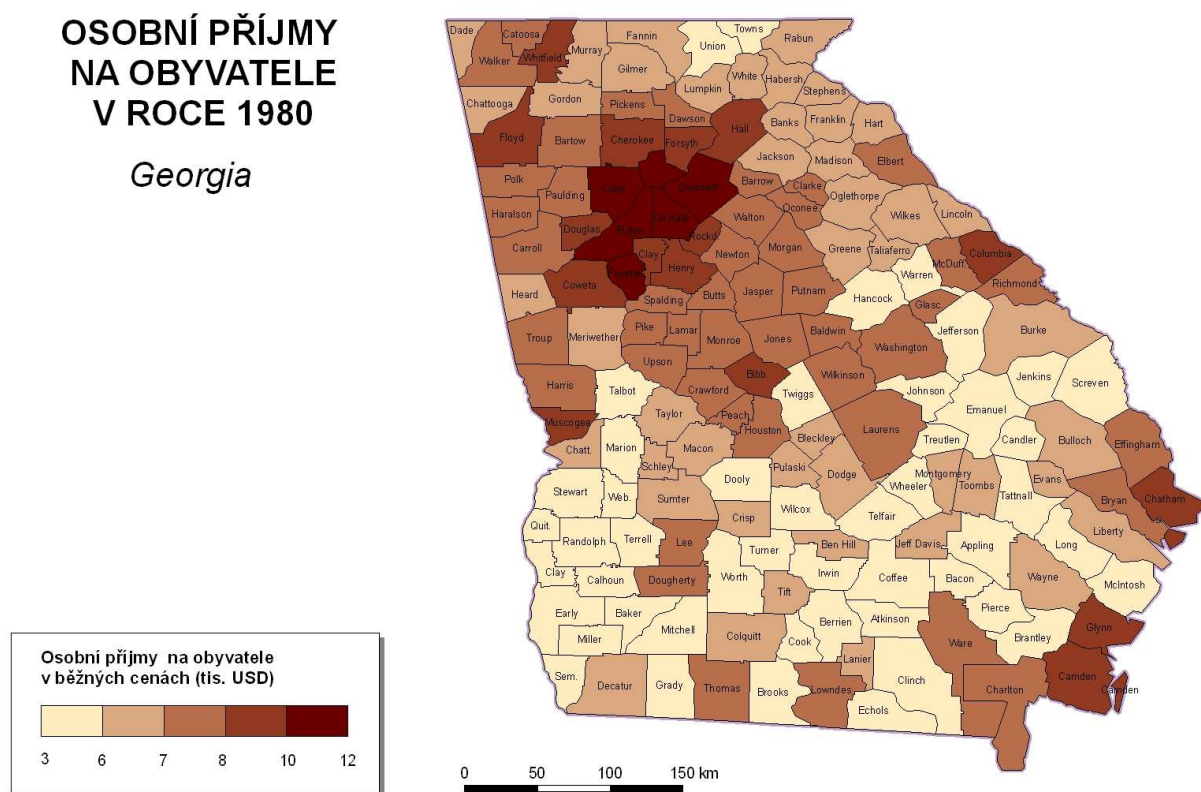 OSOBNÍ PŘÍJMY
NA OBYVATELE
V ROCE 1980
Georgia
Dade
Catoosa
Walker
Whitfield
Murray
Fannin
Union
Towns
Rabun
Gilmer
Chattooga
Gordon
Lumpkin
White
Habersh
Stephens
Pickens
Dawson
Banks
Franklin
Hart
Floyd
Bartow
Cherokee
Forsyth
Hall
Jackson
Madison
Elbert
Polk
Paulding
Cobb
Gwinnett
Barrow
Clarke
Oglethorpe
Haralson
Douglas
Fulton
De Kalb
Walton
Oconee
Wilkes
Lincoln
Carroll
Clay
Rockd
Newton
Morgan
Greene
Taliaferro
McDuff.
Columbia
Coweta
Fayette
Henry
Warren
Richmond
Heard
Spalding
Butts
Jasper
Putnam
Hancock
Glasc
Troup
Meriwether
Pike
Lamar
Monroe
Jones
Baldwin
Washington
Jefferson
Burke
Upson
Harris
Talbot
Crawford
Bibb
Wilkinson
Twiggs
Johnson
Jenkins
Screven
Emanuel
Muscogee
Taylor
Peach
Houston
Laurens
Treutlen
Candler
Bulloch
Effingham
Chatt.
Marion
Macon
Bleckley
Schley
Pulaski
Dodge
Montgomery
Toombs
Evans
Stewart
Web.
Dooly
Wheeler
Tattnall
Bryan
Chatham
Sumter
Wilcox
Telfair
Quit.
Crisp
Liberty
Randolph
Terrell
Lee
Turner
Ben Hill
Jeff Davis
Appling
Long
Clay
Calhoun
Dougherty
Worth
Irwin
Coffee
Bacon
Wayne
McIntosh
Tift
Early
Baker
Mitchell
Berrien
Atkinson
Pierce
Miller
Colquitt
Cook
Ware
Brantley
Glynn
Sem.
Decatur
Grady
Thomas
Brooks
Lowndes
Lanier
Clinch
Echols
Charlton
Camden
Camden
Osobní příjmy na obyvatele
v běžných cenách (tis. USD)
3 6 7 8 10 12
0 50 100 150 km